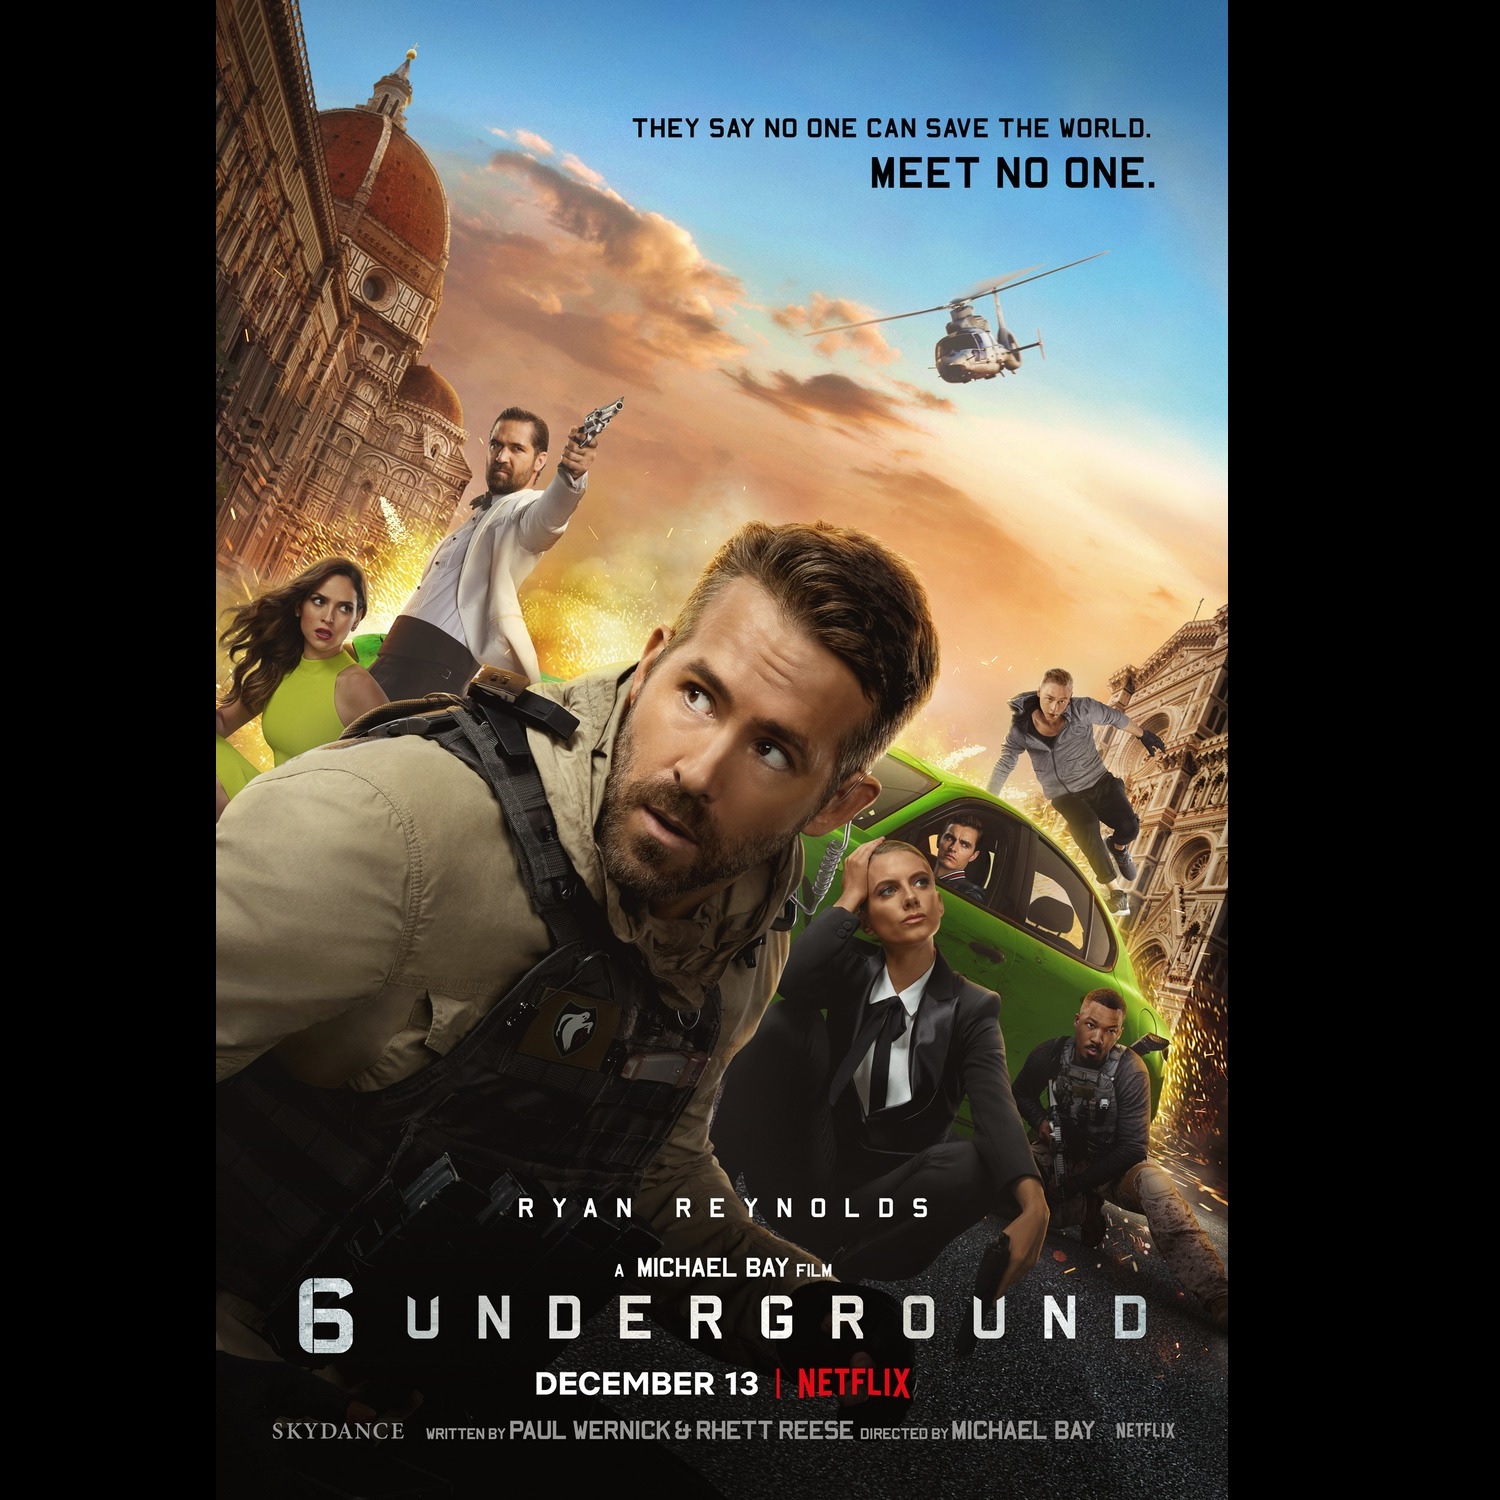 THEY SAY NO ONE CAN SAVE THE WORLD.
MEET NO ONE.
RYAN REYNOLDS
A MICHAEL BAY FILM
6 UNDERGROUND
DECEMBER 13 | NETFLIX
SKYDANCE WRITTEN BY PAUL WERNICK & RHETT REESE DIRECTED BY MICHAEL BAY NETFLIX